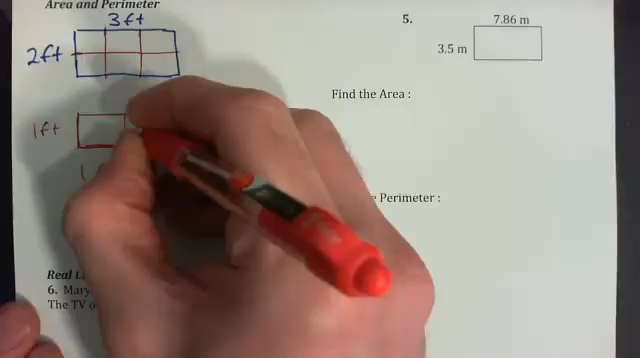 Area and Perimeter
3ft
2ft
1ft
1
5.
7.86 m
3.5 m
Find the Area :
Perimeter :
Real
6. Mary
The TV